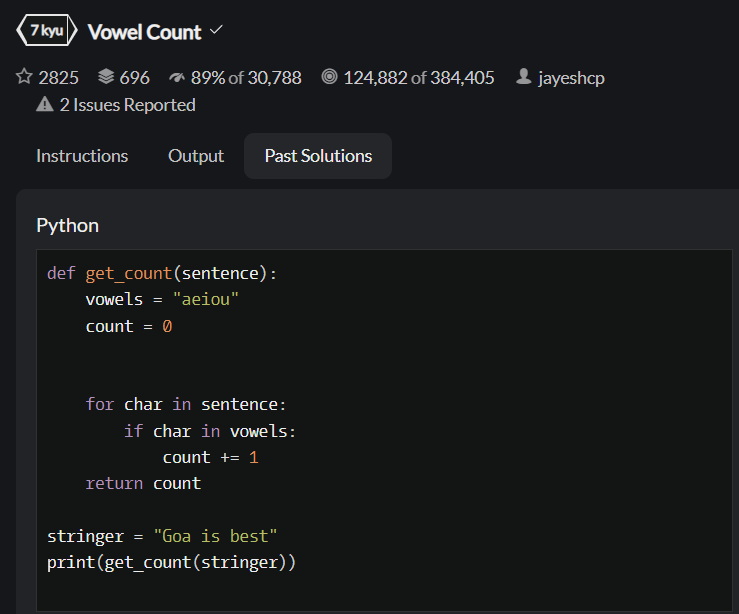 7 kyu Vowel Count
2825 696 89% of 30,788 124,882 of 384,405 jayeshcp
2 Issues Reported
Instructions Output Past Solutions
Python
def get_count(sentence):
    vowels = "aeiou"
    count = 0
    for char in sentence:
        if char in vowels:
            count += 1
    return count
stringer = "Goa is best"
print(get_count(stringer))